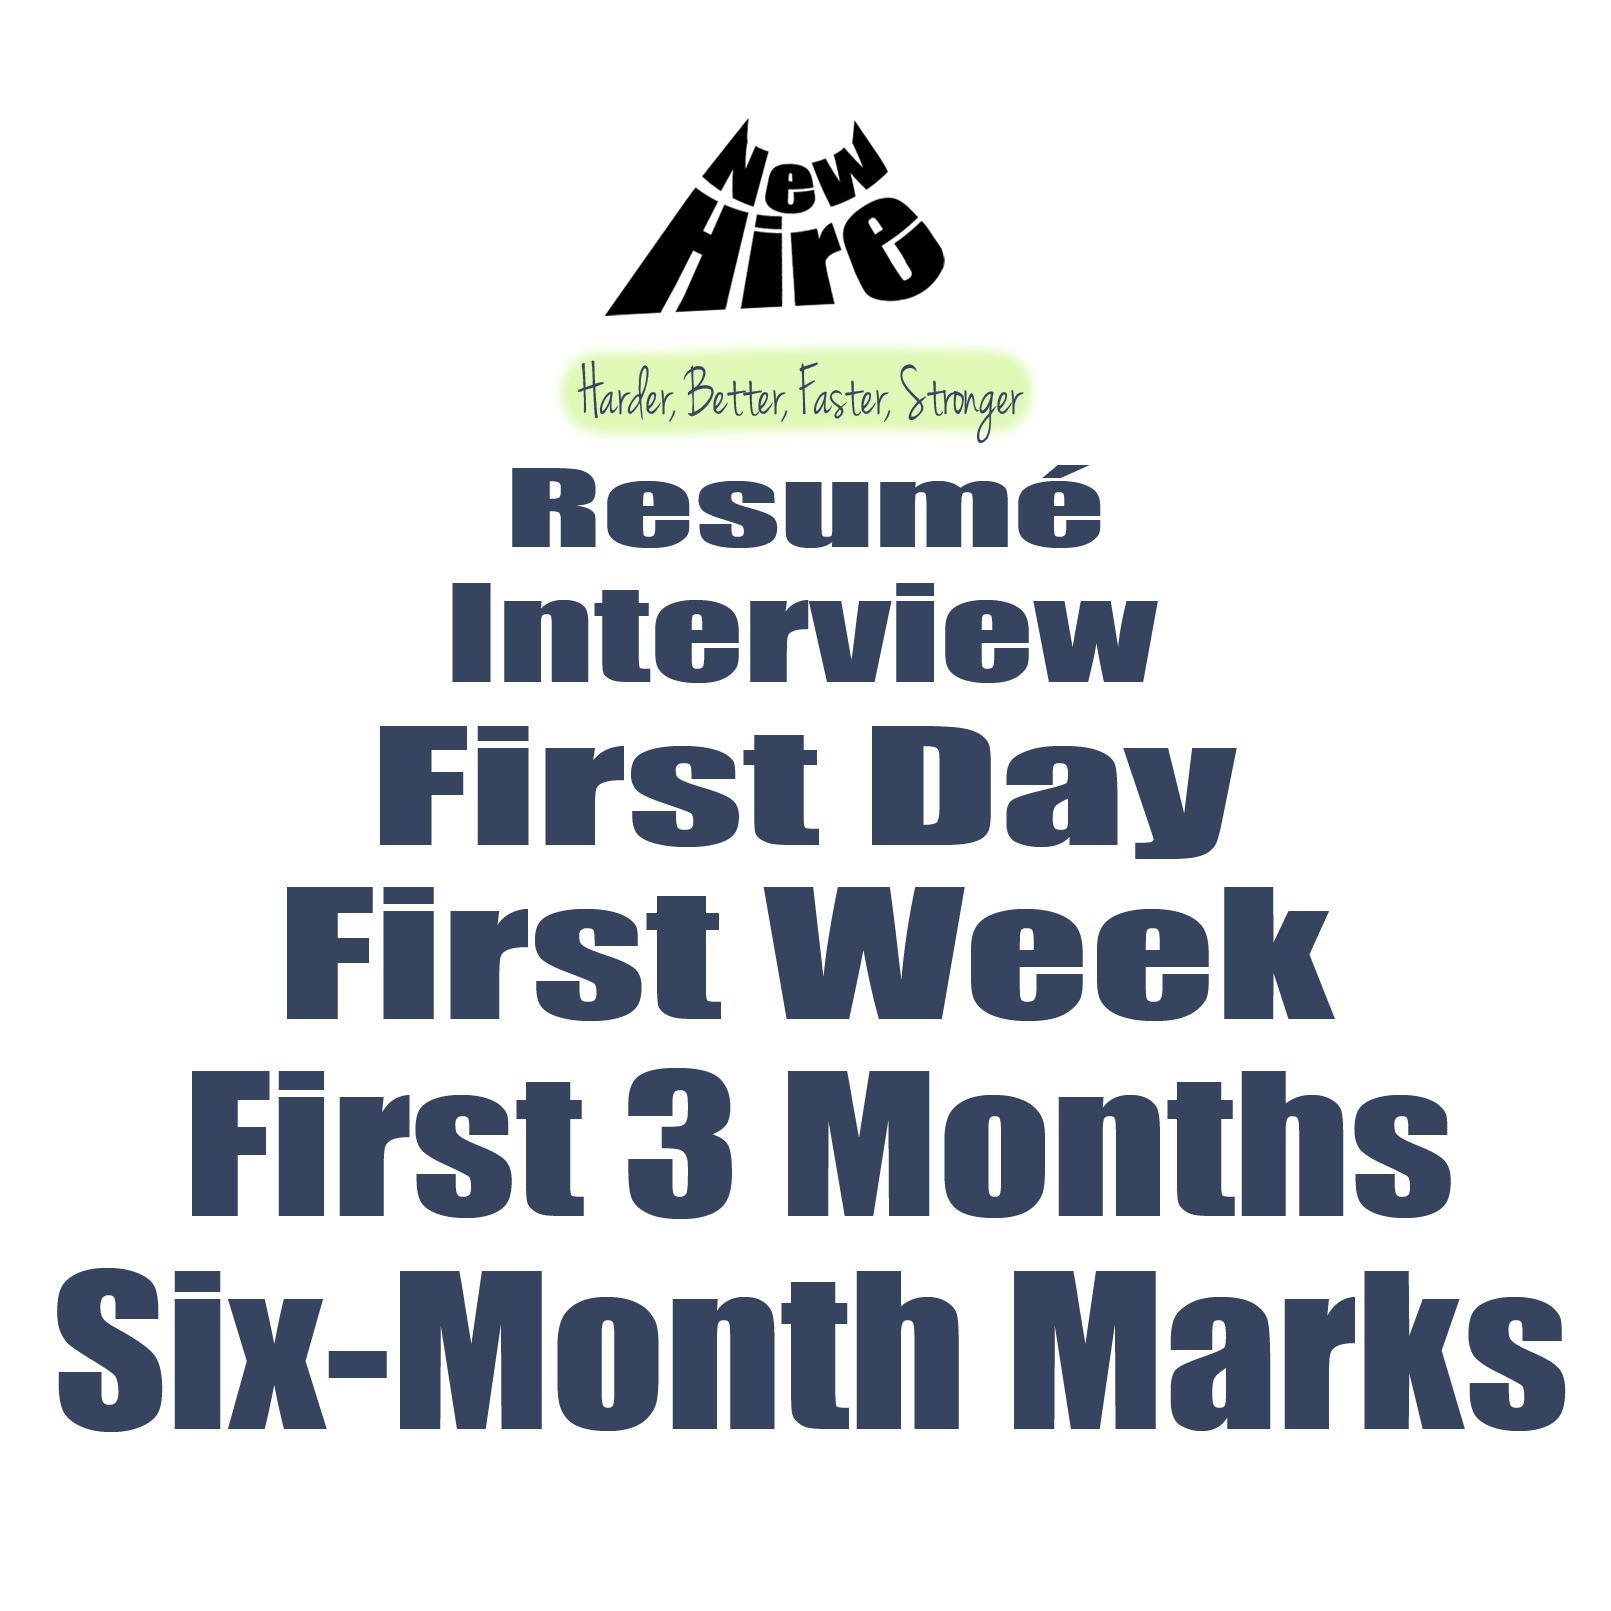 New
Hire
Harder, Better, Faster, Stronger
Resumé
Interview
First Day
First Week
First 3 Months
Six-Month Marks